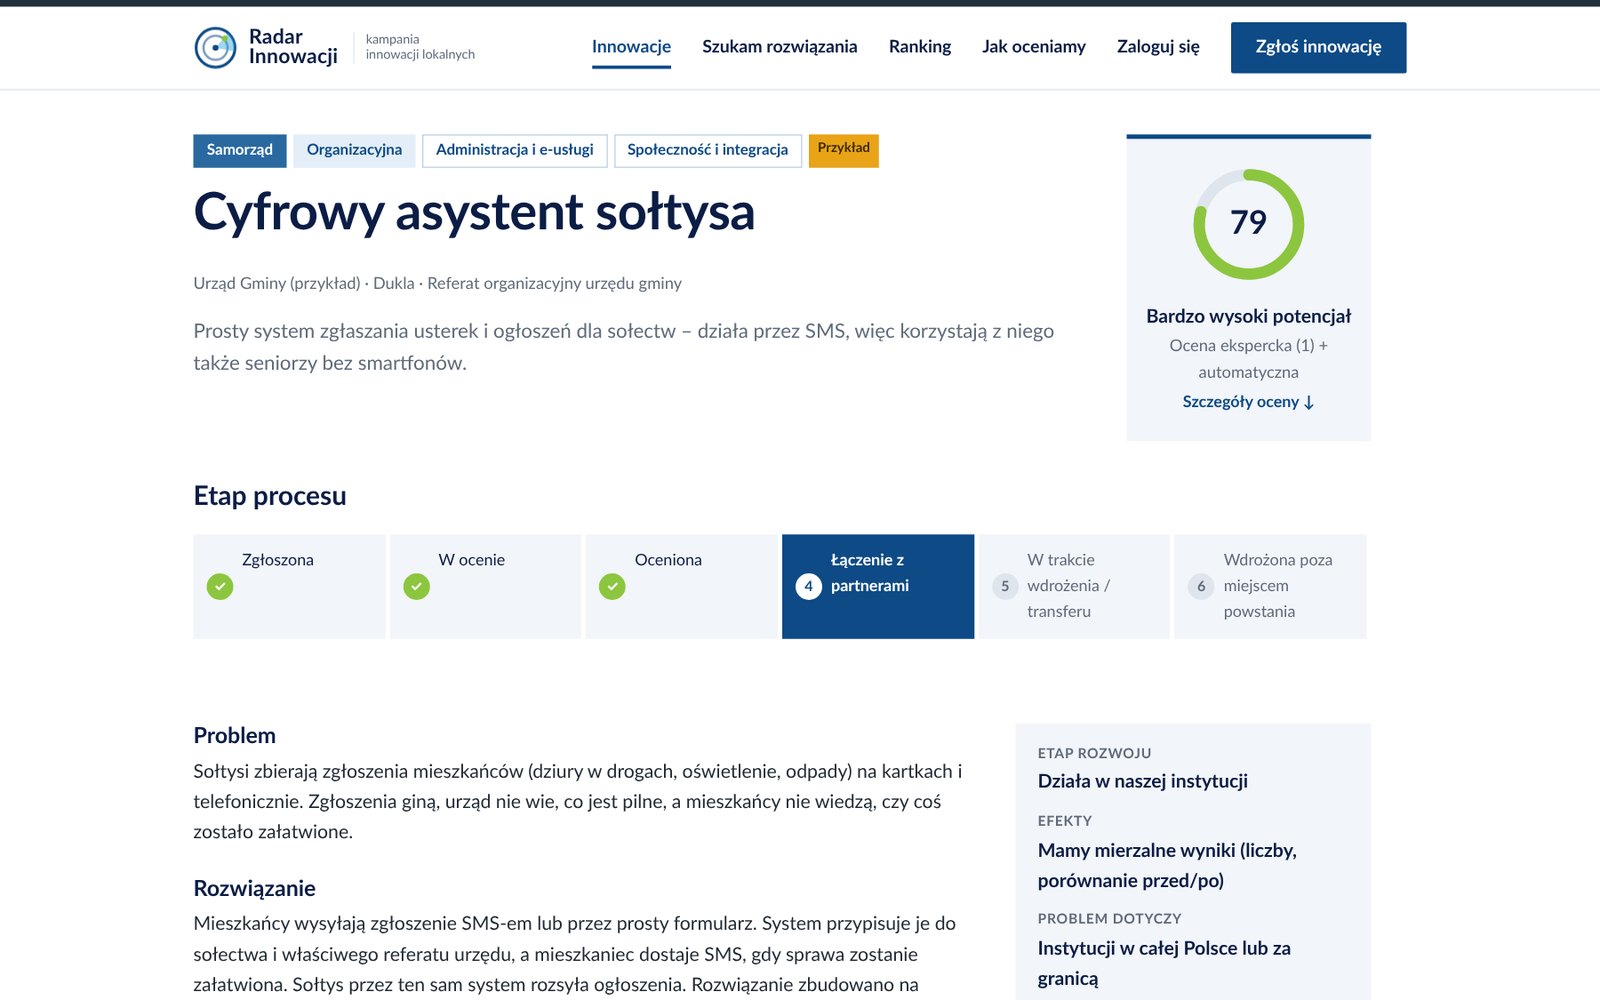 Radar
Innowacji
kampania
innowacji lokalnych
Innowacje
Szukam rozwiązania
Ranking
Jak oceniamy
Zaloguj się
Zgłoś innowację
Samorząd
Organizacyjna
Administracja i e-usługi
Społeczność i integracja
Przykład
Cyfrowy asystent sołtysa
Urząd Gminy (przykład) · Dukla · Referat organizacyjny urzędu gminy
Prosty system zgłaszania usterek i ogłoszeń dla sołectw – działa przez SMS, więc korzystają z niego
także seniorzy bez smartfonów.
79
Bardzo wysoki potencjał
Ocena ekspercka (1) +
automatyczna
Szczegóły oceny ↓
Etap procesu
Zgłoszona
W ocenie
Oceniona
4
Łączenie z
partnerami
5
W trakcie
wdrożenia /
transferu
6
Wdrożona poza
miejscem
powstania
Problem
Sołtysi zbierają zgłoszenia mieszkańców (dziury w drogach, oświetlenie, odpady) na kartkach i
telefonicznie. Zgłoszenia giną, urząd nie wie, co jest pilne, a mieszkańcy nie wiedzą, czy coś
zostało załatwione.
Rozwiązanie
Mieszkańcy wysyłają zgłoszenie SMS-em lub przez prosty formularz. System przypisuje je do
sołectwa i właściwego referatu urzędu, a mieszkaniec dostaje SMS, gdy sprawa zostanie
załatwiona. Sołtys przez ten sam system rozsyła ogłoszenia. Rozwiązanie zbudowano na
ETAP ROZWOJU
Działa w naszej instytucji
EFEKTY
Mamy mierzalne wyniki (liczby,
porównanie przed/po)
PROBLEM DOTYCZY
Instytucji w całej Polsce lub za
granicą